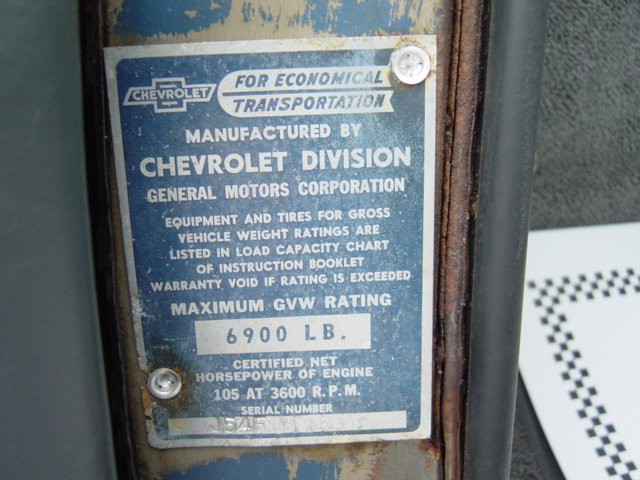 CHEVROLET
FOR ECONOMICAL
TRANSPORTATION
MANUFACTURED BY
CHEVROLET DIVISION
GENERAL MOTORS CORPORATION
EQUIPMENT AND TIRES FOR GROSS
VEHICLE WEIGHT RATINGS ARE
LISTED IN LOAD CAPACITY CHART
OF INSTRUCTION BOOKLET
WARRANTY VOID IF RATING IS EXCEEDED
MAXIMUM GVW RATING
6900 LB.
CERTIFIED NET
HORSEPOWER OF ENGINE
105 AT 3600 R.P.M.
SERIAL NUMBER